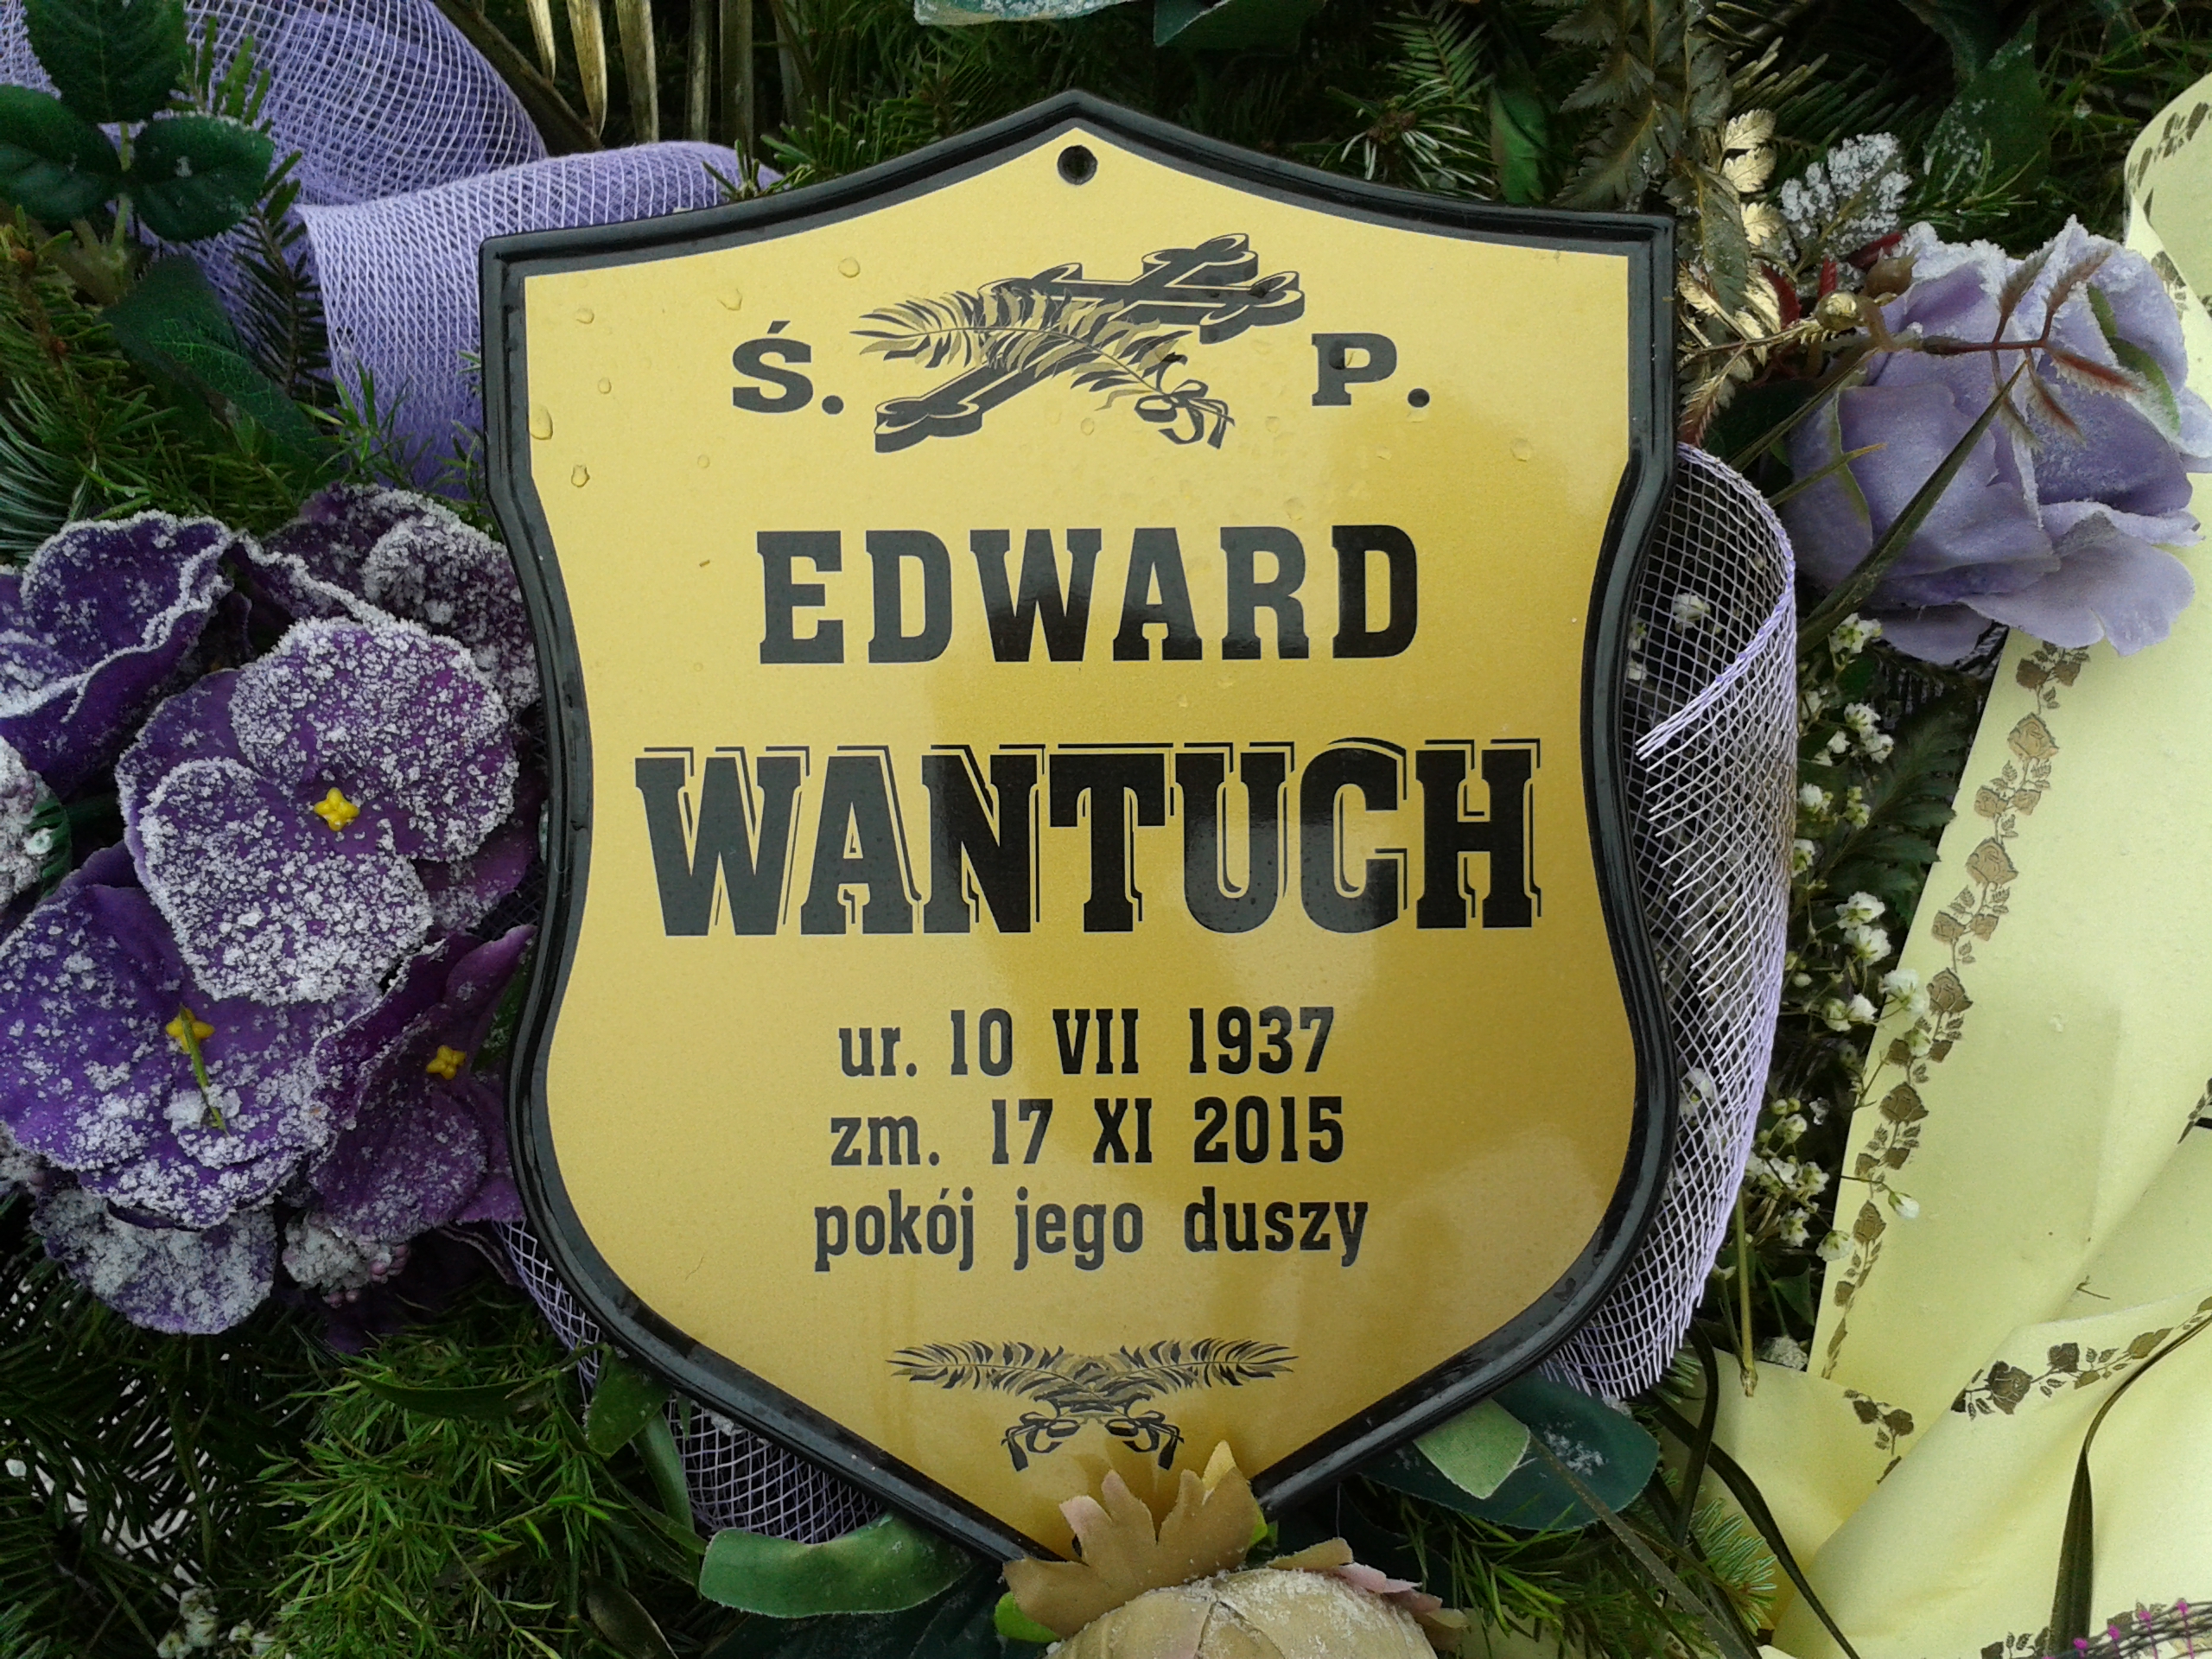 Ś. P.
EDWARD
WANTUCH
ur. 10 VII 1937
zm. 17 XI 2015
pokój jego duszy